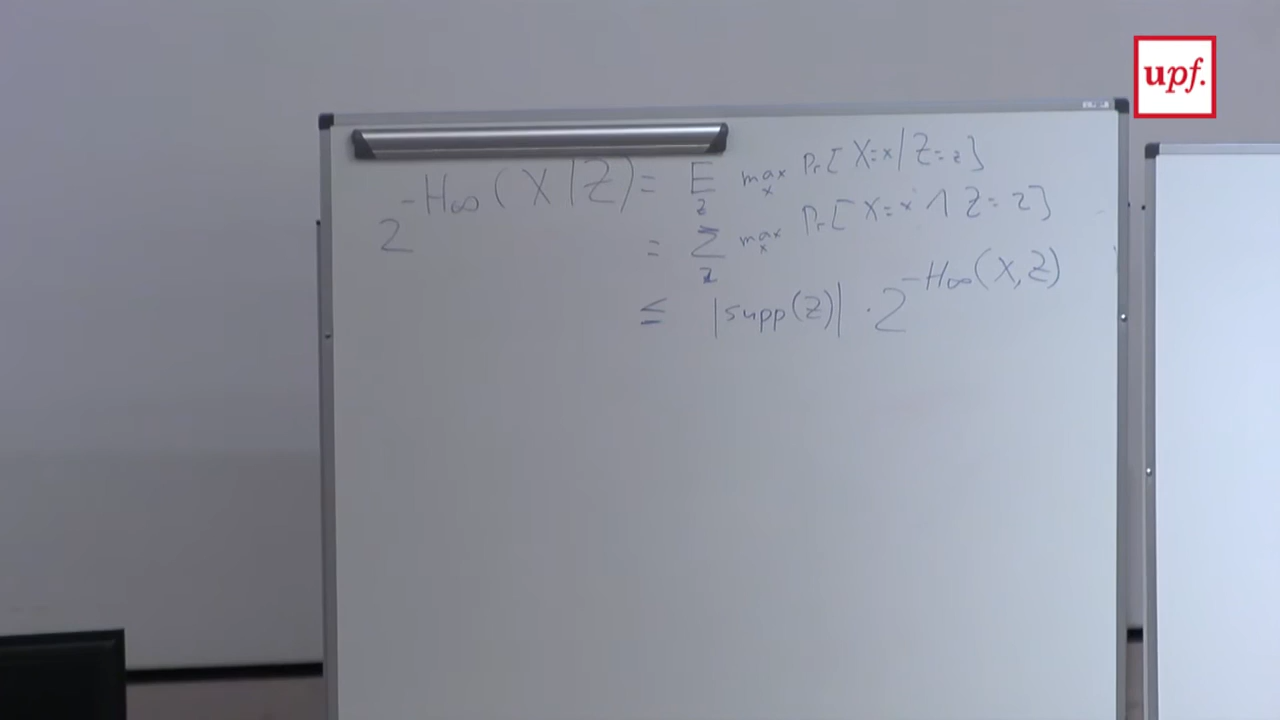 upf.
2^{-H∞(X|Z)} = E_z max_x Pr[X=x|Z=z]
= Σ_z max_x Pr[X=x ∧ Z=z]
≤ |supp(Z)| · 2^{-H∞(X,Z)}